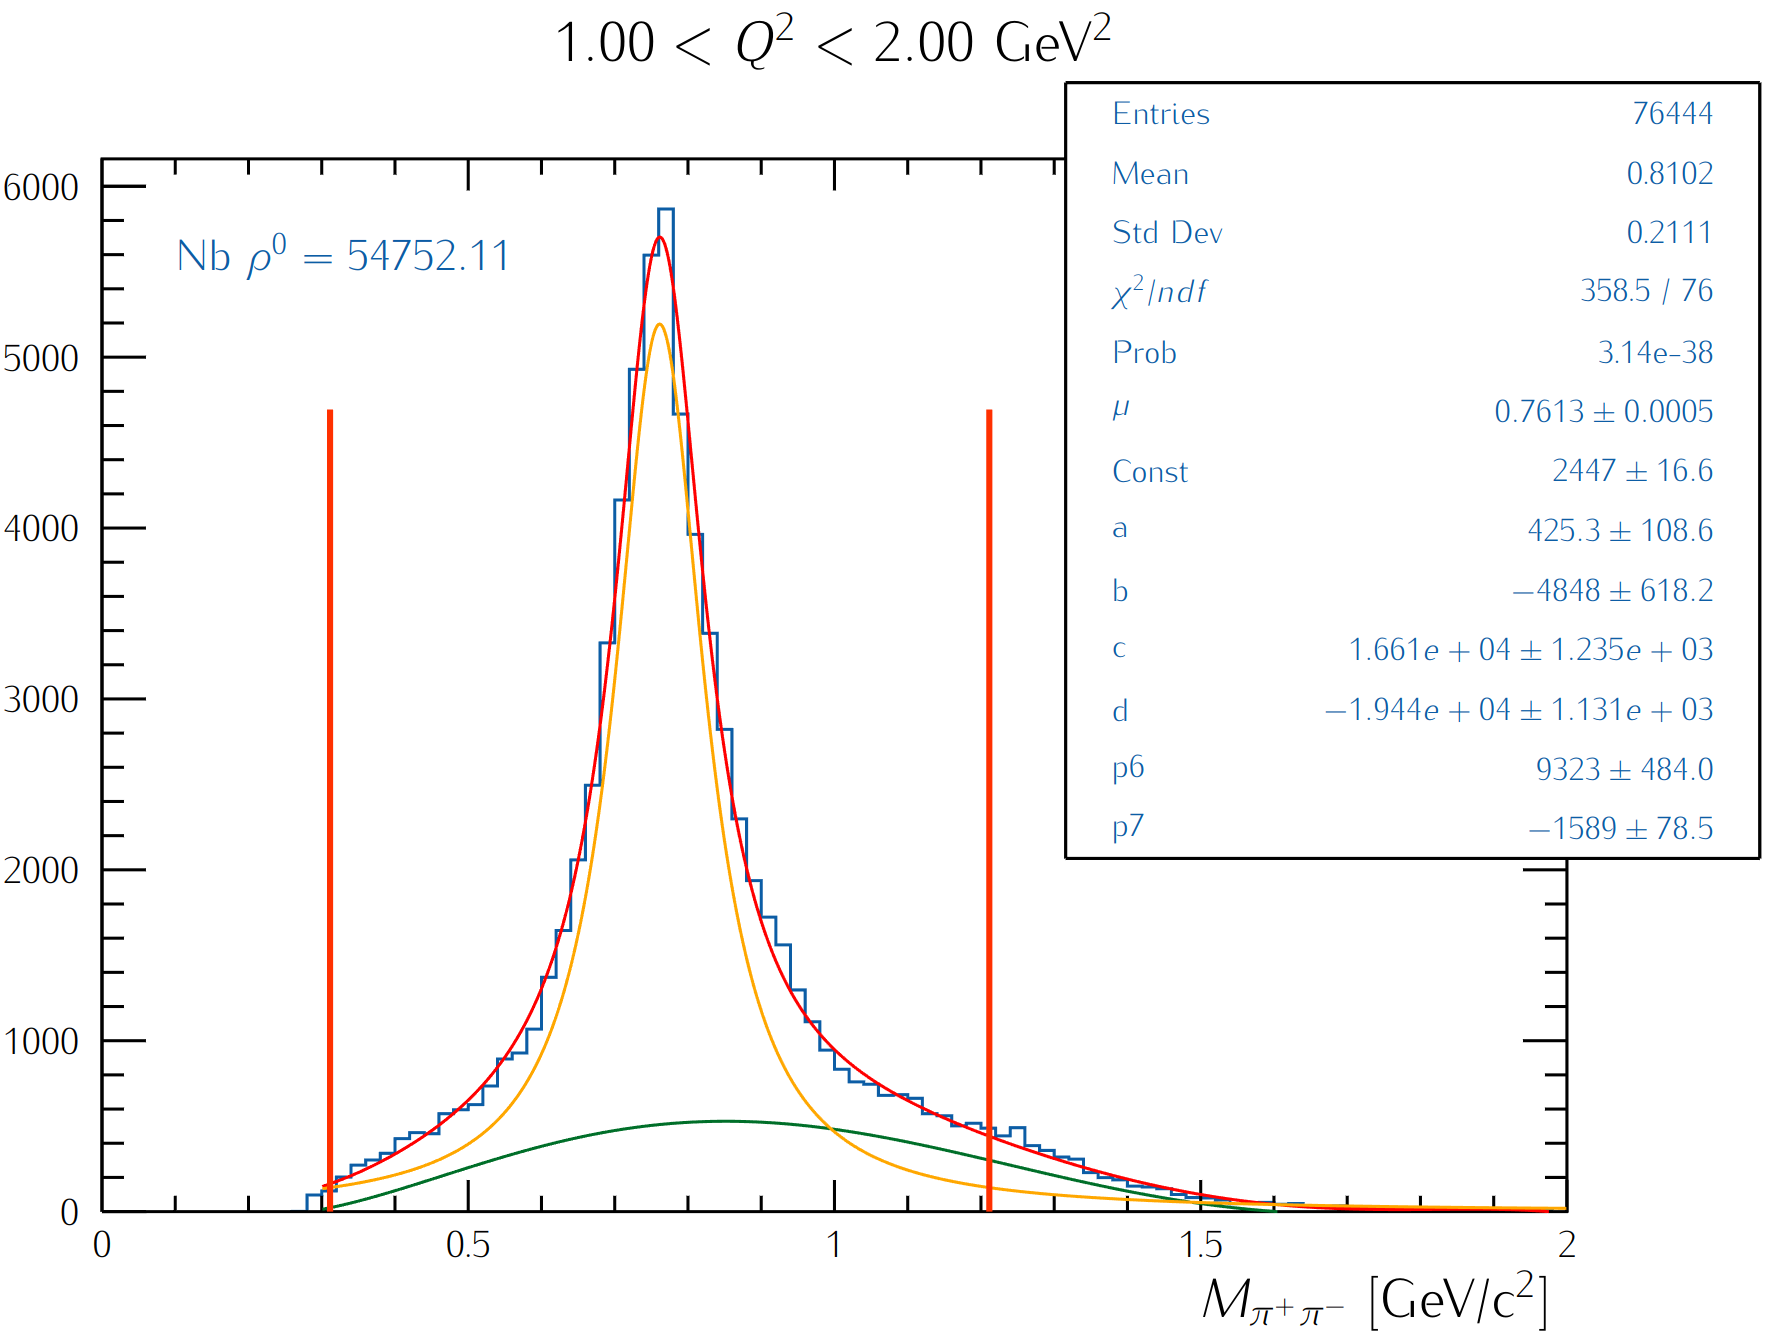 1.00 < Q² < 2.00 GeV²
Entries 76444
Mean 0.8102
Std Dev 0.2111
χ²/ndf 358.5 / 76
Prob 3.14e-38
μ 0.7613 ± 0.0005
Const 2447 ± 16.6
a 425.3 ± 108.6
b −4848 ± 618.2
c 1.661e + 04 ± 1.235e + 03
d −1.944e + 04 ± 1.131e + 03
p6 9323 ± 484.0
p7 −1589 ± 78.5
Nb ρ⁰ = 54752.11
6000
5000
4000
3000
2000
1000
0
0 0.5 1 1.5 2
Mπ⁺π⁻ [GeV/c²]